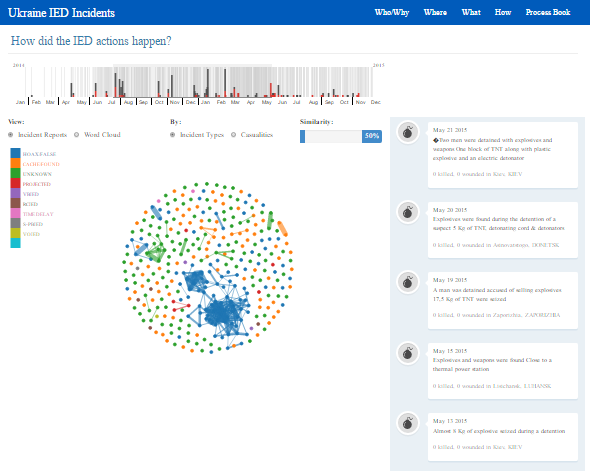 Ukraine IED Incidents
Who/Why Where What How Process Book
How did the IED actions happen?
2014 2015
Jan Feb Mar Apr May Jun July Aug Sep Oct Nov Dec Jan Feb Mar Apr May Jun July Aug Sep Oct Nov Dec
View: By: Similarity:
Incident Reports Word Cloud Incident Types Casualities 50%
HOAX/FALSE
CACHE/FOUND
UNKNOWN
PROJECTED
VBIED
RCIED
TIME/DELAY
S-PBIED
VOIED
May 21 2015
�Two men were detained with explosives and
weapons One block of TNT along with plastic
explosive and an electric detonator
0 killed, 0 wounded in Kiev, KIEV
May 20 2015
Explosives were found during the detention of a
suspect 5 Kg of TNT, detonating cord & detonators
0 killed, 0 wounded in DONETSK
May 19 2015
A man was detained accused of selling explosives
17.5 Kg of TNT were seized
0 killed, 0 wounded in Zaporizhia, ZAPORIZHIA
May 15 2015
Explosives and weapons were found Close to a
thermal power station
0 killed, 0 wounded in LUHANSK
May 13 2015
Almost 8 Kg of explosive seized during a detention
0 killed, 0 wounded in Kiev, KIEV